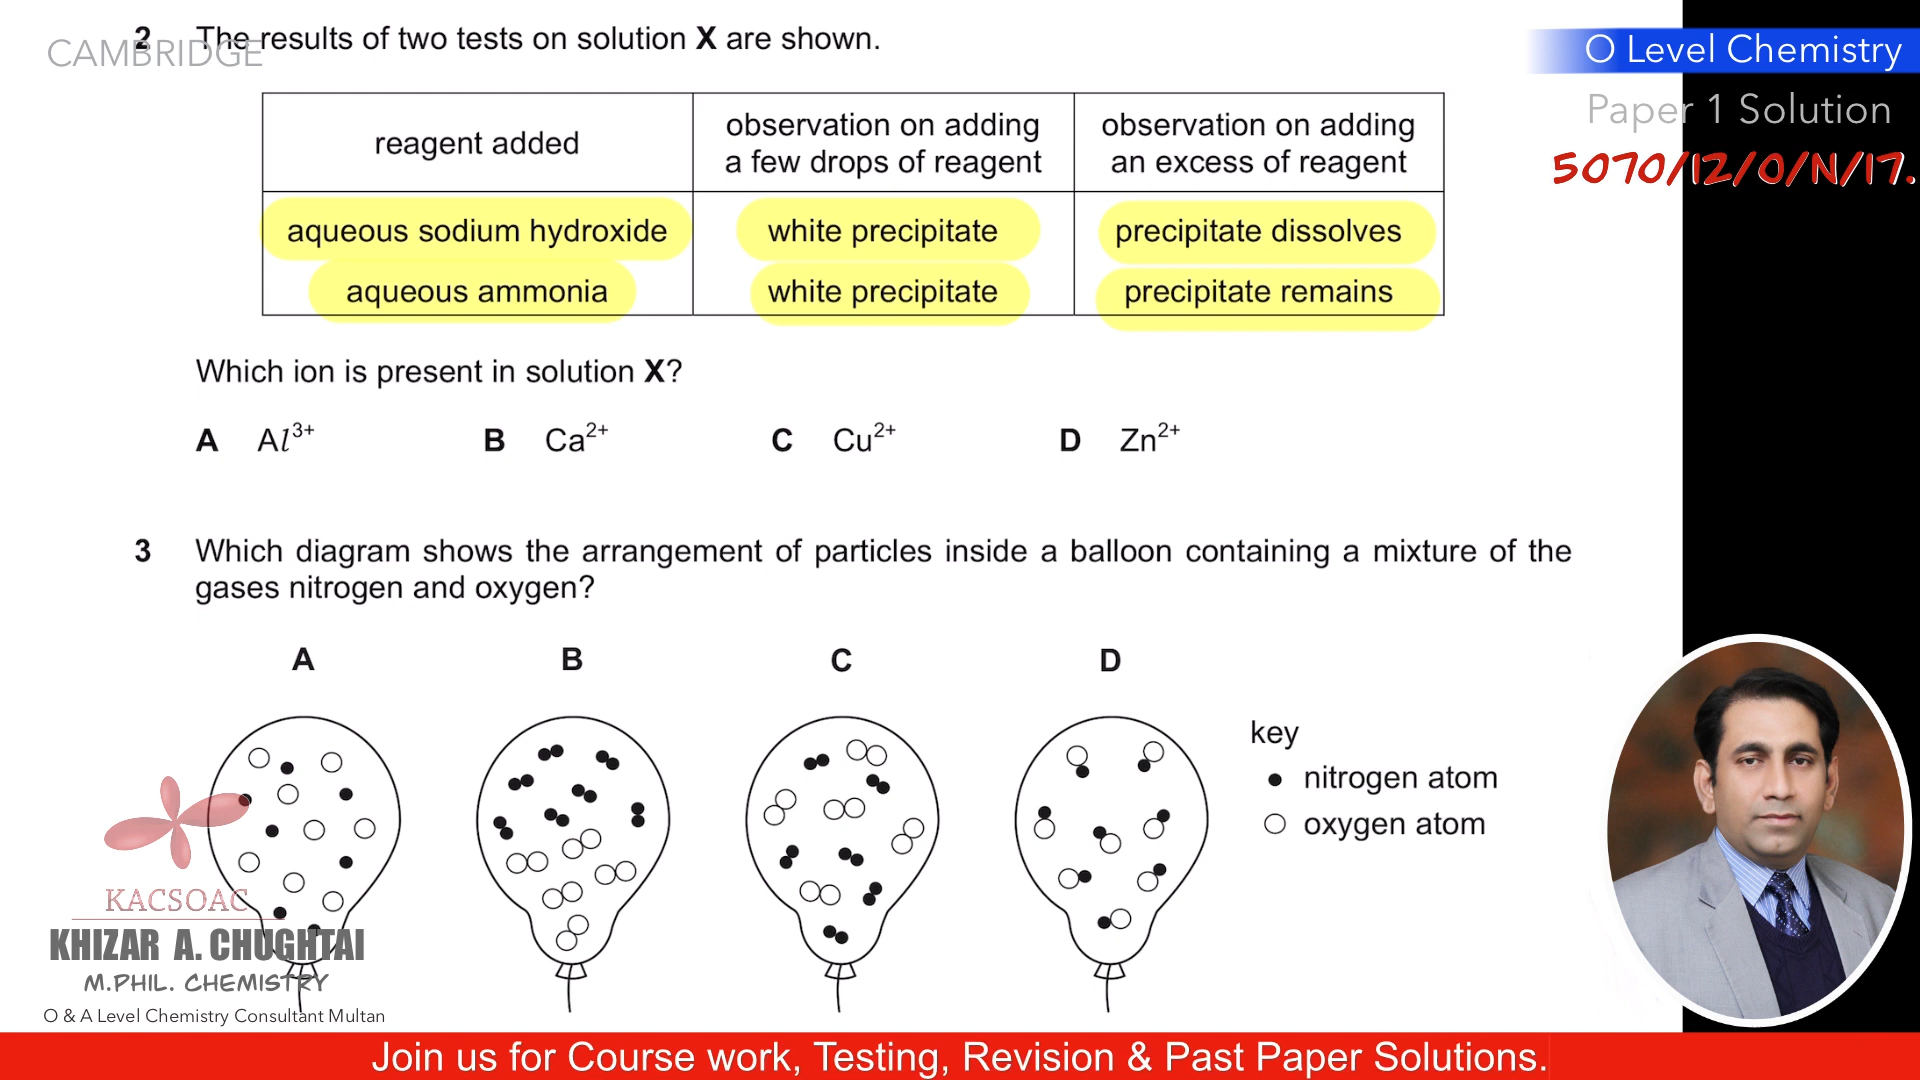 CAMBRIDGE
2 The results of two tests on solution X are shown.
O Level Chemistry
Paper 1 Solution
5070/12/O/N/17.
reagent added
observation on adding
a few drops of reagent
observation on adding
an excess of reagent
aqueous sodium hydroxide white precipitate precipitate dissolves
aqueous ammonia white precipitate precipitate remains
Which ion is present in solution X?
A Al³⁺ B Ca²⁺ C Cu²⁺ D Zn²⁺
3 Which diagram shows the arrangement of particles inside a balloon containing a mixture of the
gases nitrogen and oxygen?
A B C D
key
nitrogen atom
oxygen atom
KACSOAC
KHIZAR A. CHUGHTAI
M.PHIL. CHEMISTRY
O & A Level Chemistry Consultant Multan
Join us for Course work, Testing, Revision & Past Paper Solutions.